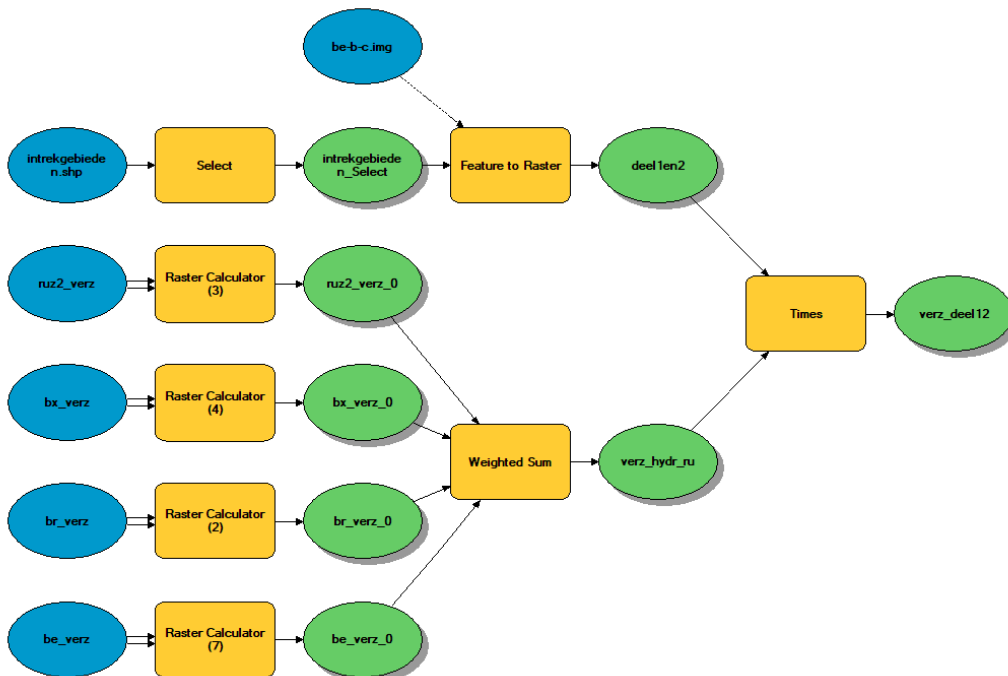 be-b-c.img
intrekgebiede
n.shp
Select
intrekgebiede
n_Select
Feature to Raster
deel1en2
ruz2_verz
Raster Calculator
(3)
ruz2_verz_0
Times
verz_deel12
bx_verz
Raster Calculator
(4)
bx_verz_0
Weighted Sum
verz_hydr_ru
br_verz
Raster Calculator
(2)
br_verz_0
be_verz
Raster Calculator
(7)
be_verz_0